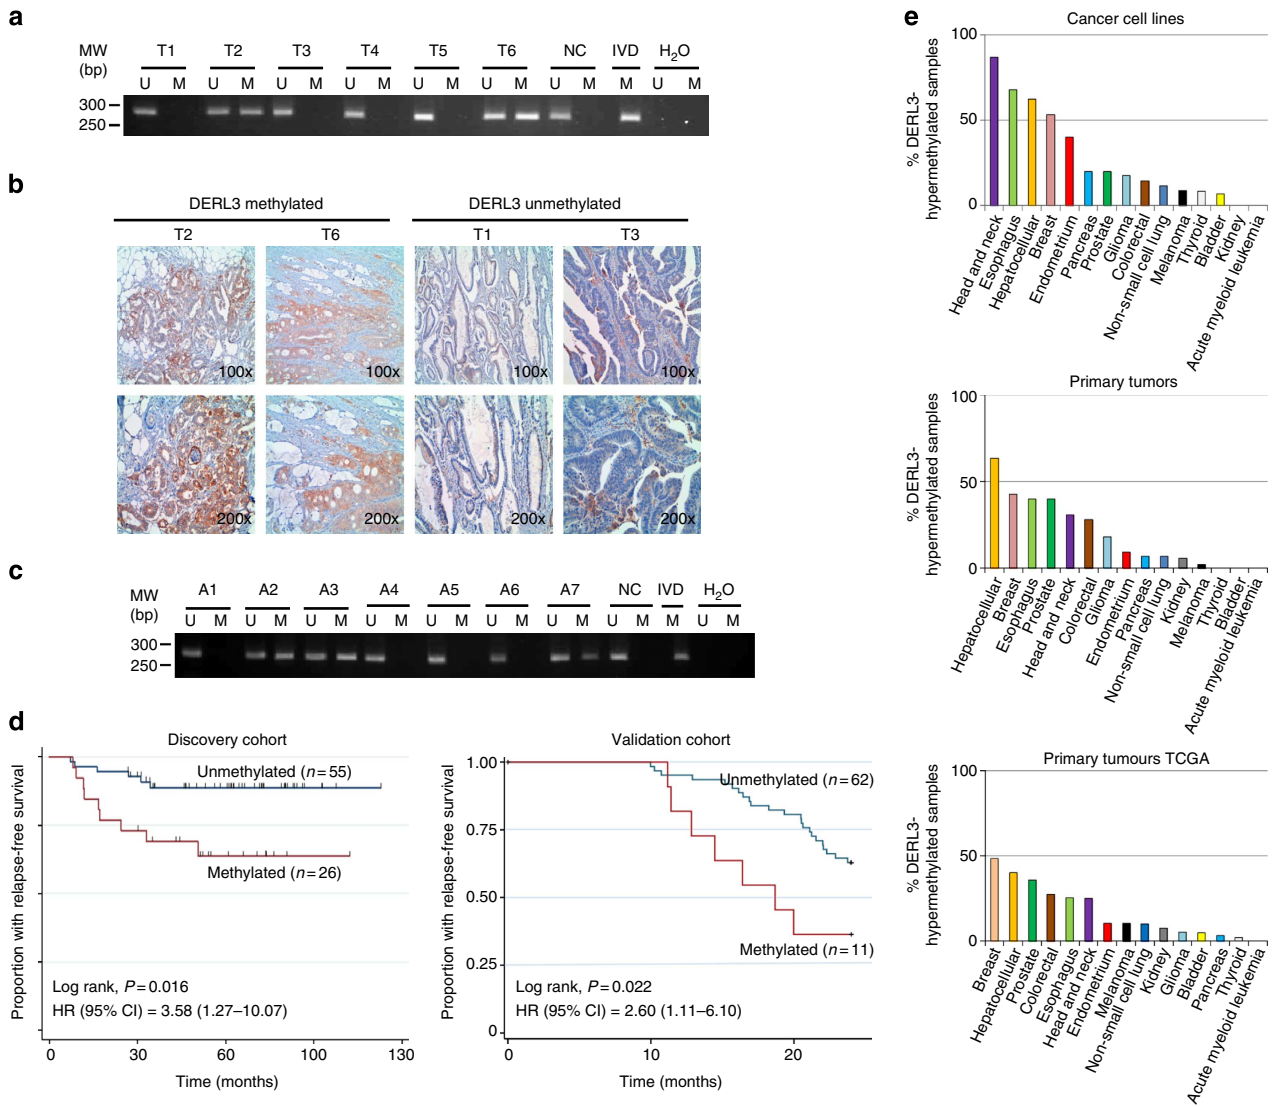 a
MW
(bp)
T1 T2 T3 T4 T5 T6 NC IVD H2O
U M U M U M U M U M U M U M M U M
300
250
b
DERL3 methylated DERL3 unmethylated
T2 T6 T1 T3
100x 100x 100x 100x
200x 200x 200x 200x
c
MW
(bp)
A1 A2 A3 A4 A5 A6 A7 NC IVD H2O
U M U M U M U M U M U M U M U M M U M
300
250
d
Discovery cohort
Proportion with relapse-free survival
Unmethylated (n=55)
Methylated (n=26)
Log rank, P=0.016
HR (95% CI) = 3.58 (1.27–10.07)
0 30 60 100 130
Time (months)
Validation cohort
Proportion with relapse-free survival
1.00
0.75
0.50
0.25
0
Unmethylated (n=62)
Methylated (n=11)
Log rank, P=0.022
HR (95% CI) = 2.60 (1.11–6.10)
0 10 20
Time (months)
e
Cancer cell lines
% DERL3-
hypermethylated samples
100
50
0
Head and neck
Esophagus
Hepatocellular
Breast
Endometrium
Pancreas
Prostate
Glioma
Colorectal
Non-small cell lung
Melanoma
Thyroid
Bladder
Kidney
Acute myeloid leukemia
Primary tumors
% DERL3-
hypermethylated samples
100
50
0
Hepatocellular
Breast
Esophagus
Prostate
Head and neck
Colorectal
Glioma
Endometrium
Pancreas
Non-small cell lung
Kidney
Melanoma
Thyroid
Bladder
Acute myeloid leukemia
Primary tumours TCGA
% DERL3-
hypermethylated samples
100
50
0
Breast
Hepatocellular
Prostate
Colorectal
Esophagus
Head and neck
Endometrium
Melanoma
Non-small cell lung
Kidney
Glioma
Bladder
Pancreas
Thyroid
Acute myeloid leukemia